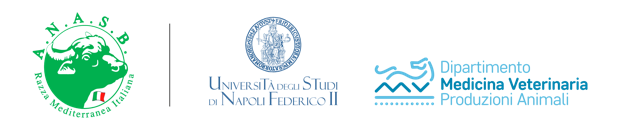 A.N.A.S.B.
Razza Mediterranea Italiana
UNIVERSITÀ DEGLI STUDI
DI NAPOLI FEDERICO II
Dipartimento
Medicina Veterinaria
Produzioni Animali